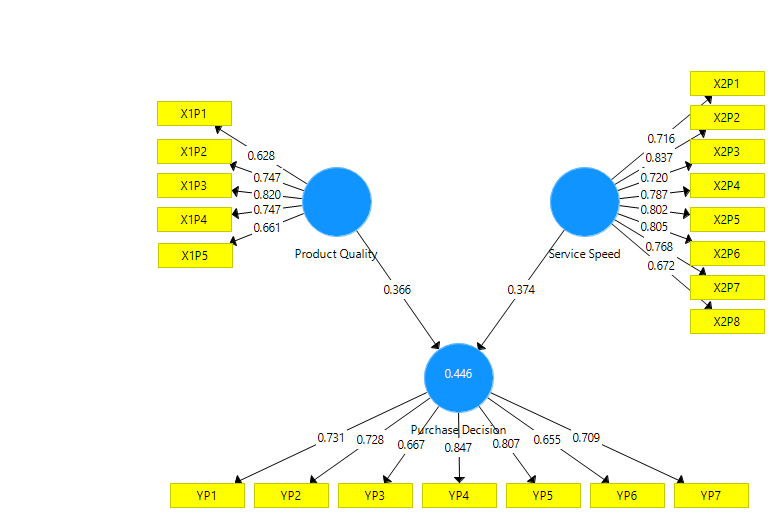 X2P1
X1P1
X2P2
0.716
X1P2
0.628
0.837
X2P3
0.747
0.720
X1P3
0.820
0.787
X2P4
0.747
0.802
X1P4
X2P5
0.661
0.805
X1P5
0.768
X2P6
Product Quality
Service Speed
0.672
X2P7
0.366
0.374
X2P8
0.446
Purchase Decision
0.731
0.728
0.667
0.847
0.807
0.655
0.709
YP1
YP2
YP3
YP4
YP5
YP6
YP7